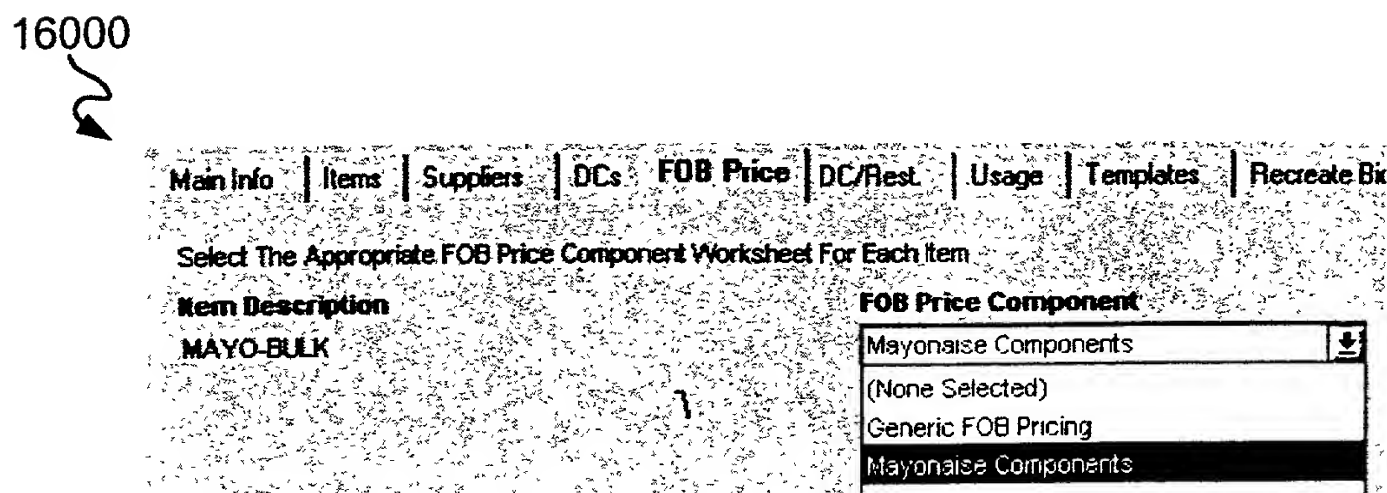 16000
Main Info Items Suppliers DCs FOB Price DC/Rest. Usage Templates Recreate Bid
Select The Appropriate FOB Price Component Worksheet For Each Item
Item Description FOB Price Component
MAYO-BULK Mayonaise Components
(None Selected)
Generic FOB Pricing
Mayonaise Components